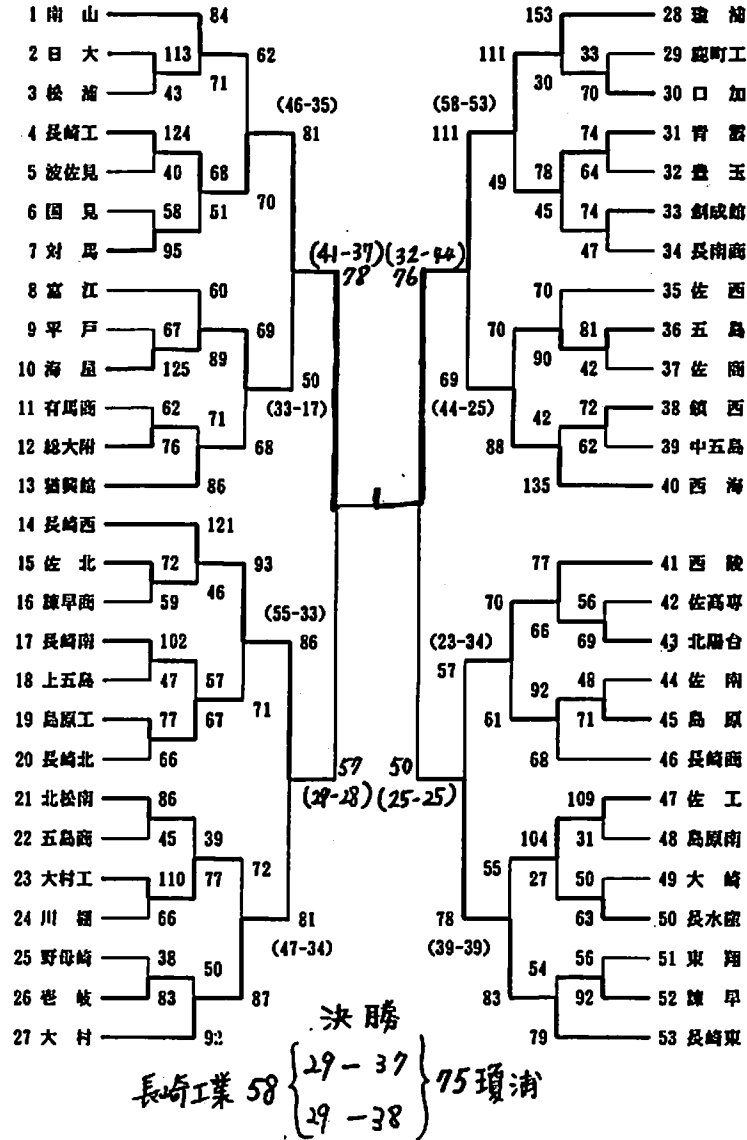 1 南山 84
2 日大 113
62
3 松浦 43
71
(46-35)
81
4 長崎工 124
5 波佐見 40
68
6 国見 58
51
70
7 対馬 95
(41-37)
78
8 富江 60
9 平戸 67
69
10 海星 125
89
50
(33-17)
11 有馬商 62
71
12 総大附 76
68
13 猶興館 86
14 長崎西 121
15 佐北 72
93
16 諫早商 59
46
(55-33)
86
17 長崎南 102
18 上五島 47
57
19 島原工 77
67
71
20 長崎北 66
57
(29-28)
21 北松南 86
22 五島商 45
39
72
23 大村工 110
77
24 川棚 66
81
(47-34)
25 野母崎 38
50
26 壱岐 83
87
27 大村 92
153 28 瓊浦
111
33 29 鹿町工
30
70 30 口加
(58-53)
111
74 31 青雲
78
64 32 豊玉
49
45
74 33 創成館
47 34 長南商
(32-44)
76
70 35 佐西
70
81 36 五島
90
42 37 佐商
69
(44-25)
42
72 38 鎮西
88
62 39 中五島
135 40 西海
77 41 西陵
70
56 42 佐高専
66
69 43 北陽台
(23-34)
57
48 44 佐南
92
61
71 45 島原
68 46 長崎商
50
(25-25)
109 47 佐工
104
31 48 島原南
55
27
50 49 大崎
63 50 長水産
78
(39-39)
54
56 51 東翔
83
92 52 諫早
79 53 長崎東
決勝
長崎工業 58 { 29-37 } 75 瓊浦
29-38